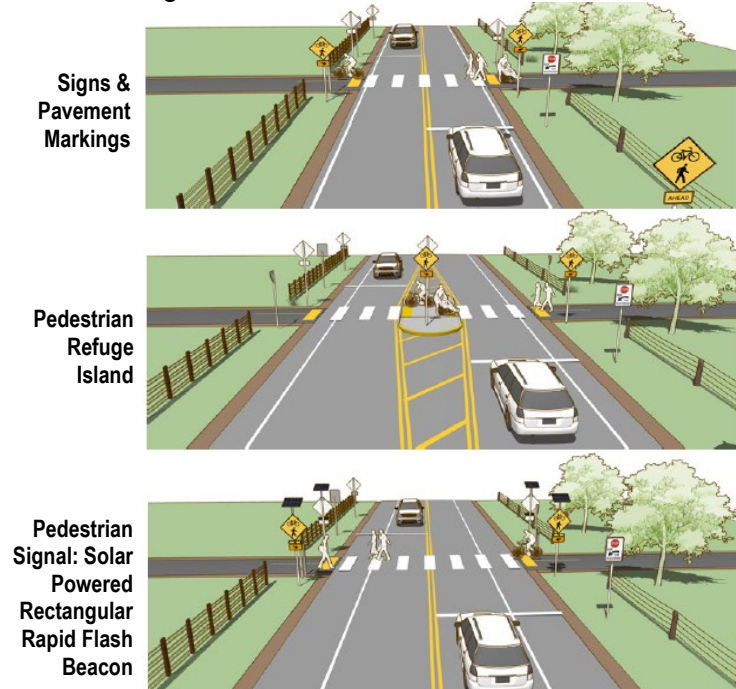 Signs &
Pavement
Markings
AHEAD
Pedestrian
Refuge
Island
Pedestrian
Signal: Solar
Powered
Rectangular
Rapid Flash
Beacon